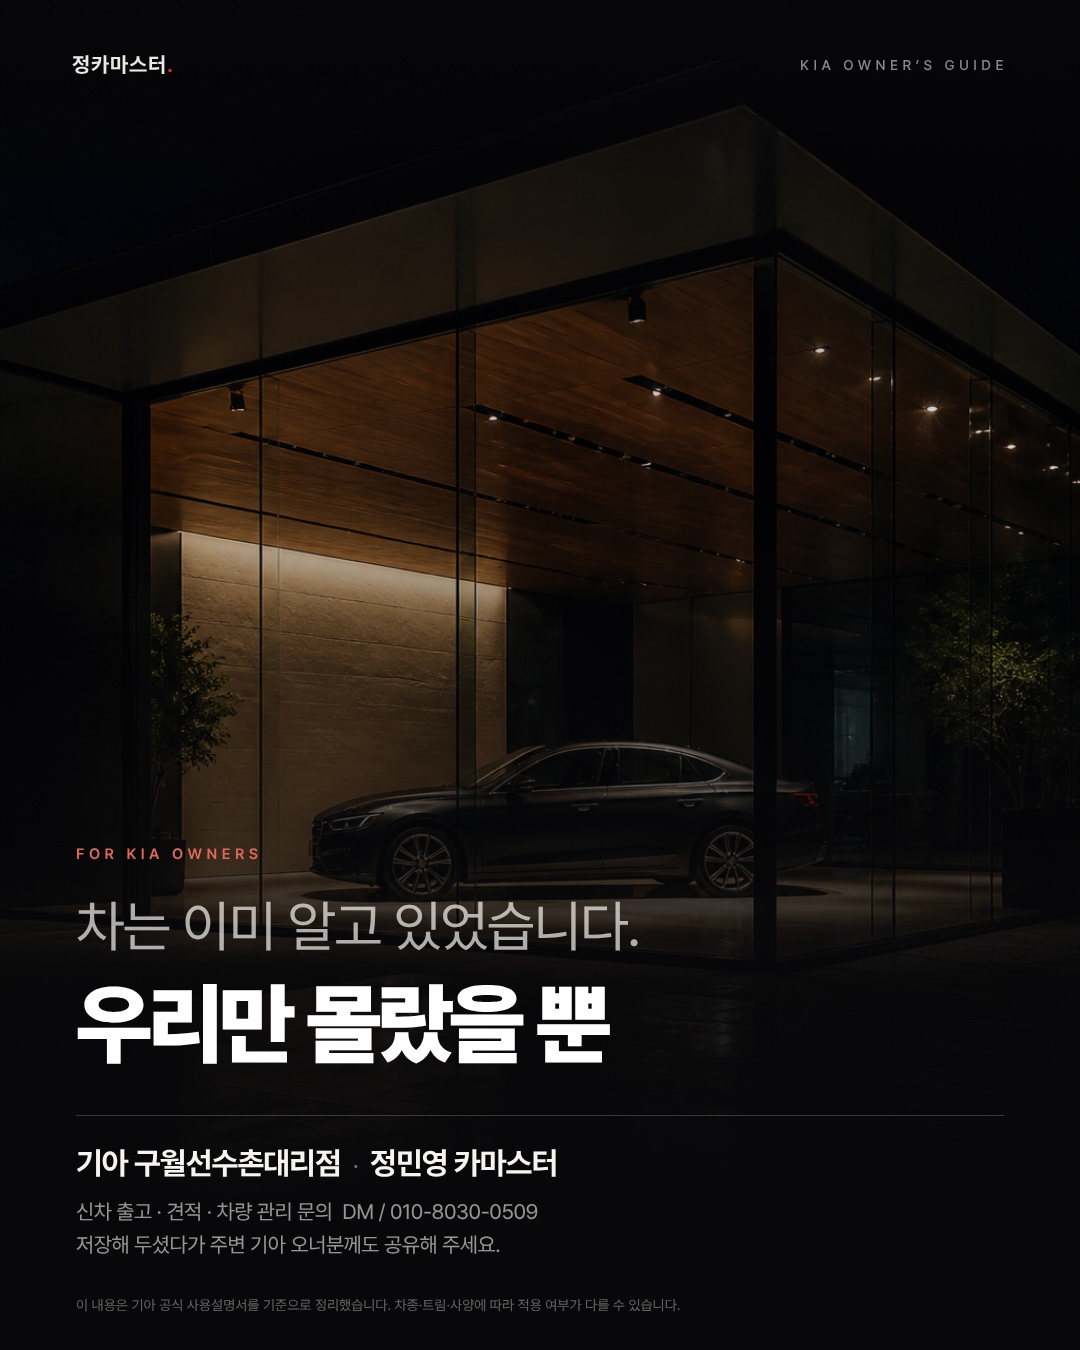 정카마스터.
KIA OWNER’S GUIDE
FOR KIA OWNERS
차는 이미 알고 있었습니다.
우리만 몰랐을 뿐
기아 구월선수촌대리점 · 정민영 카마스터
신차 출고 · 견적 · 차량 관리 문의 DM / 010-8030-0509
저장해 두셨다가 주변 기아 오너분께도 공유해 주세요.
이 내용은 기아 공식 사용설명서를 기준으로 정리했습니다. 차종·트림·사양에 따라 적용 여부가 다를 수 있습니다.